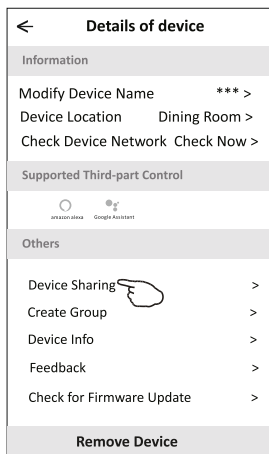 ← Details of device
Information
Modify Device Name *** >
Device Location Dining Room >
Check Device Network Check Now >
Supported Third-part Control
amazon alexa Google Assistant
Others
Device Sharing >
Create Group >
Device Info >
Feedback >
Check for Firmware Update >
Remove Device